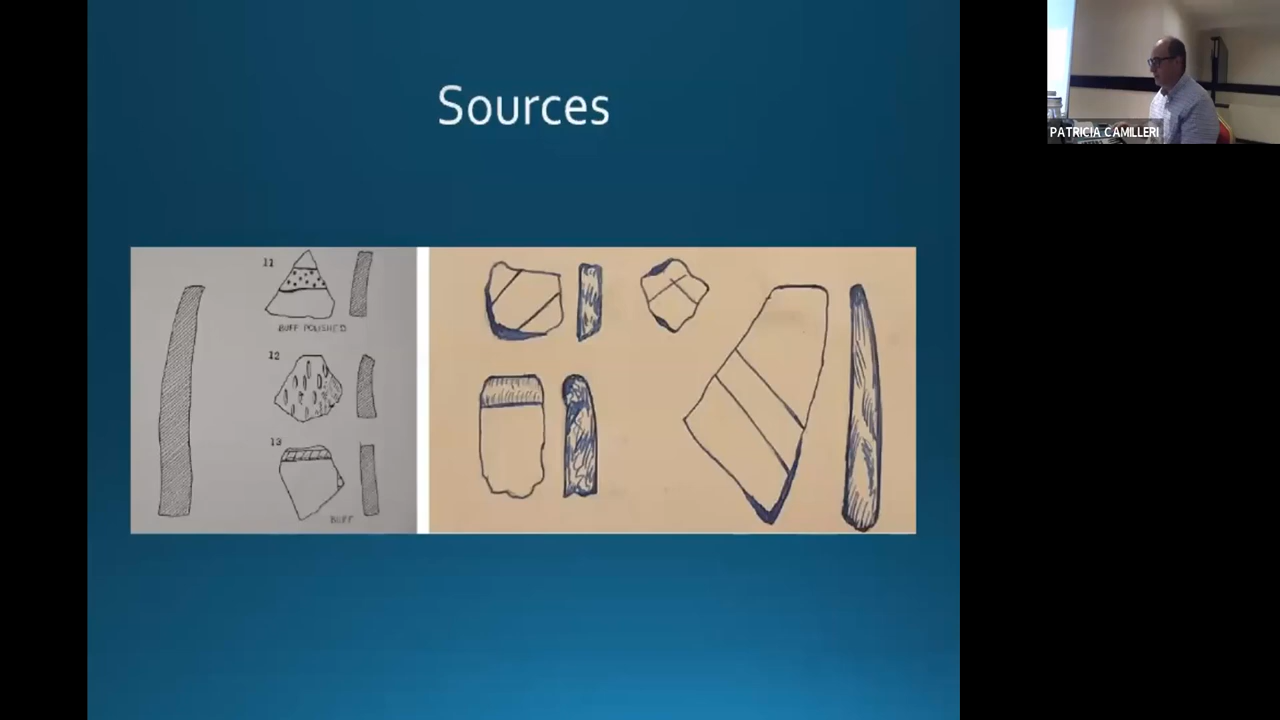 Sources
11
BUFF POLISHED
12
13
BUFF
PATRICIA CAMILLERI